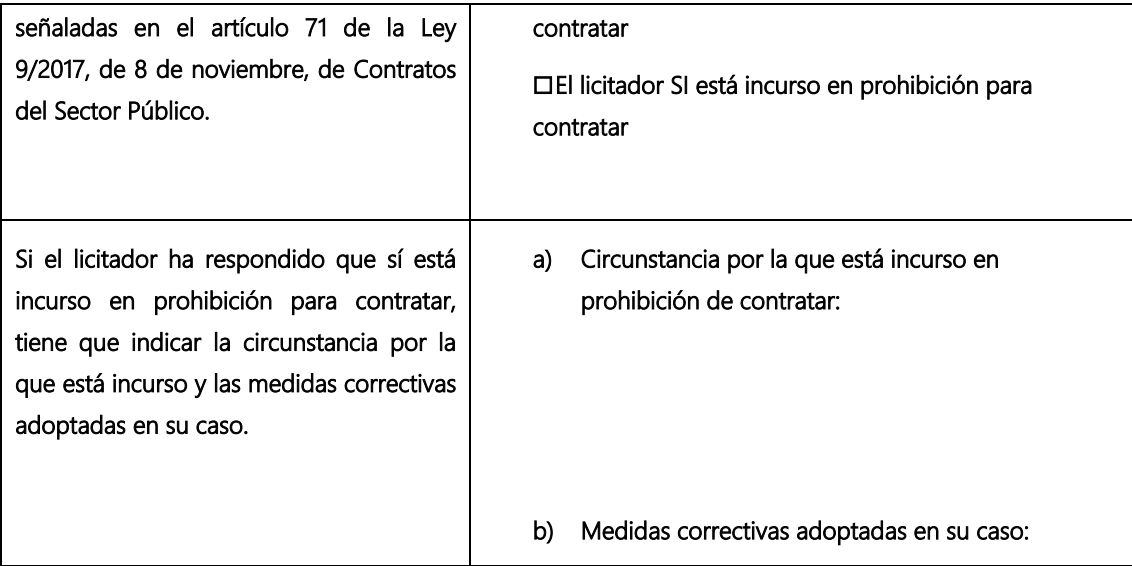 señaladas en el artículo 71 de la Ley
9/2017, de 8 de noviembre, de Contratos
del Sector Público.
contratar
☐El licitador SI está incurso en prohibición para
contratar
Si el licitador ha respondido que sí está
incurso en prohibición para contratar,
tiene que indicar la circunstancia por la
que está incurso y las medidas correctivas
adoptadas en su caso.
a) Circunstancia por la que está incurso en
prohibición de contratar:
b) Medidas correctivas adoptadas en su caso: